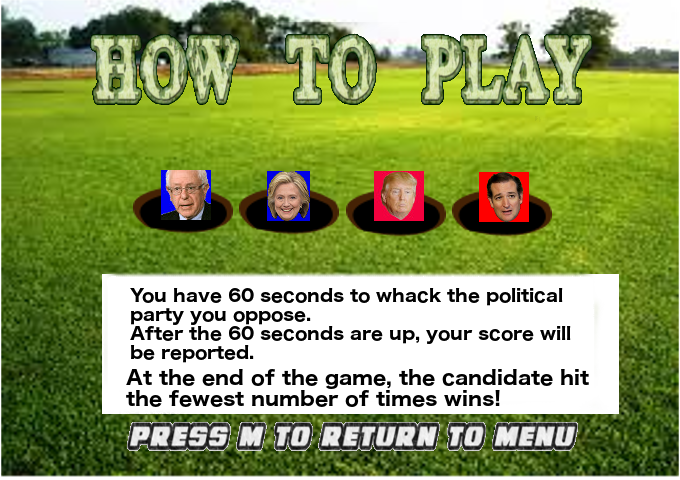 HOW TO PLAY
You have 60 seconds to whack the political
party you oppose.
After the 60 seconds are up, your score will
be reported.
At the end of the game, the candidate hit
the fewest number of times wins!
PRESS M TO RETURN TO MENU